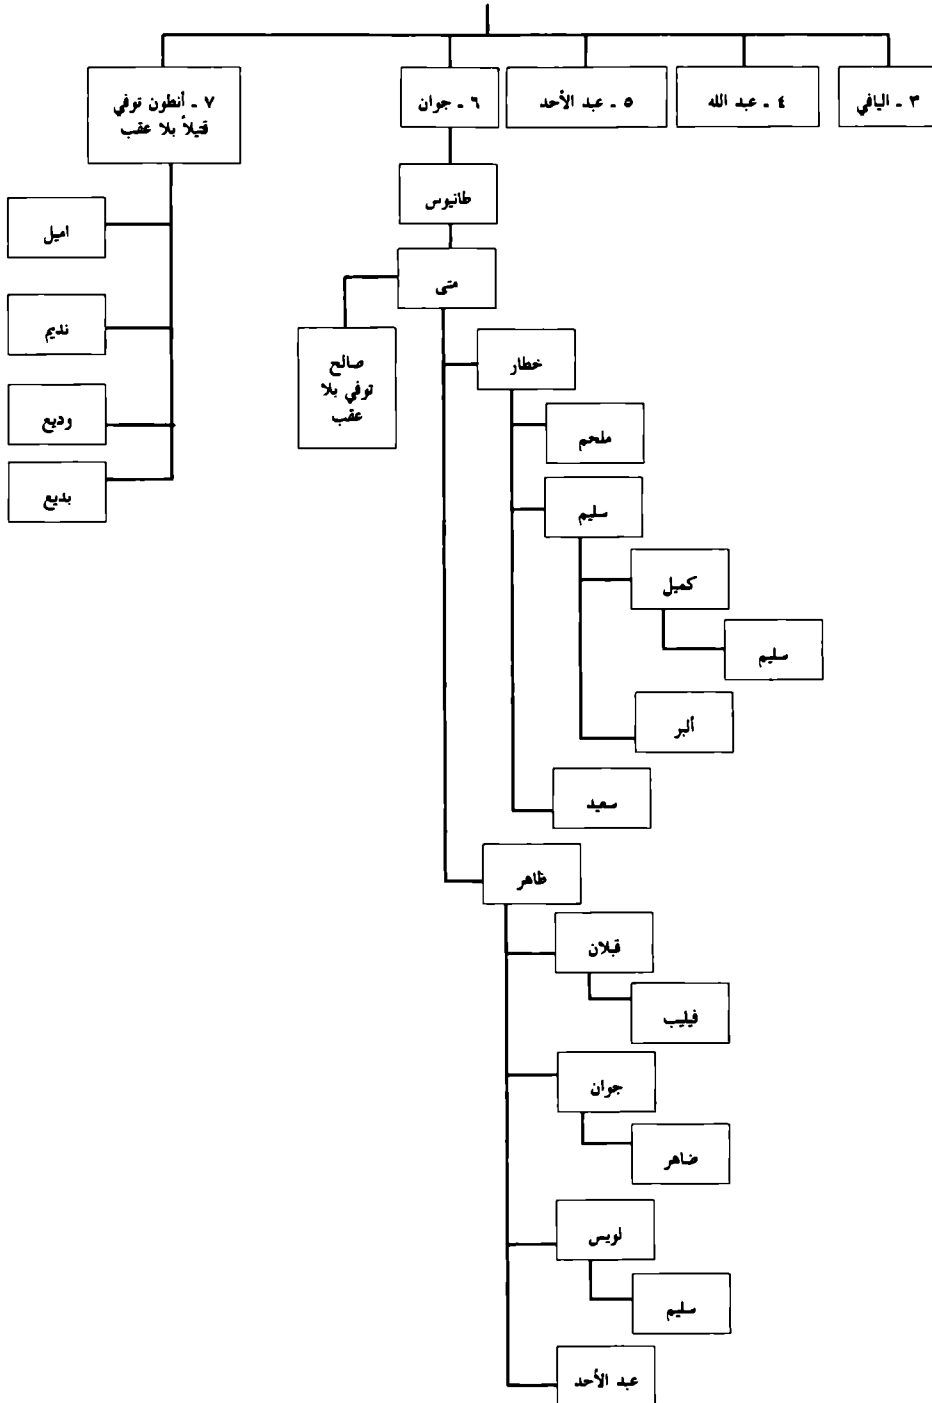 ٣ ـ اليافي
٤ ـ عبد الله
٥ ـ عبد الأحد
٦ ـ جوان
٧ ـ أنطون توفي
قتيلاً بلا عقب
طانيوس
اميل
متى
نديم
صالح
توفي بلا
عقب
خطار
وديع
ملحم
بديع
سليم
كميل
سليم
ألبر
سعيد
ظاهر
قبلان
فيليب
جوان
ضاهر
لويس
سليم
عبد الأحد